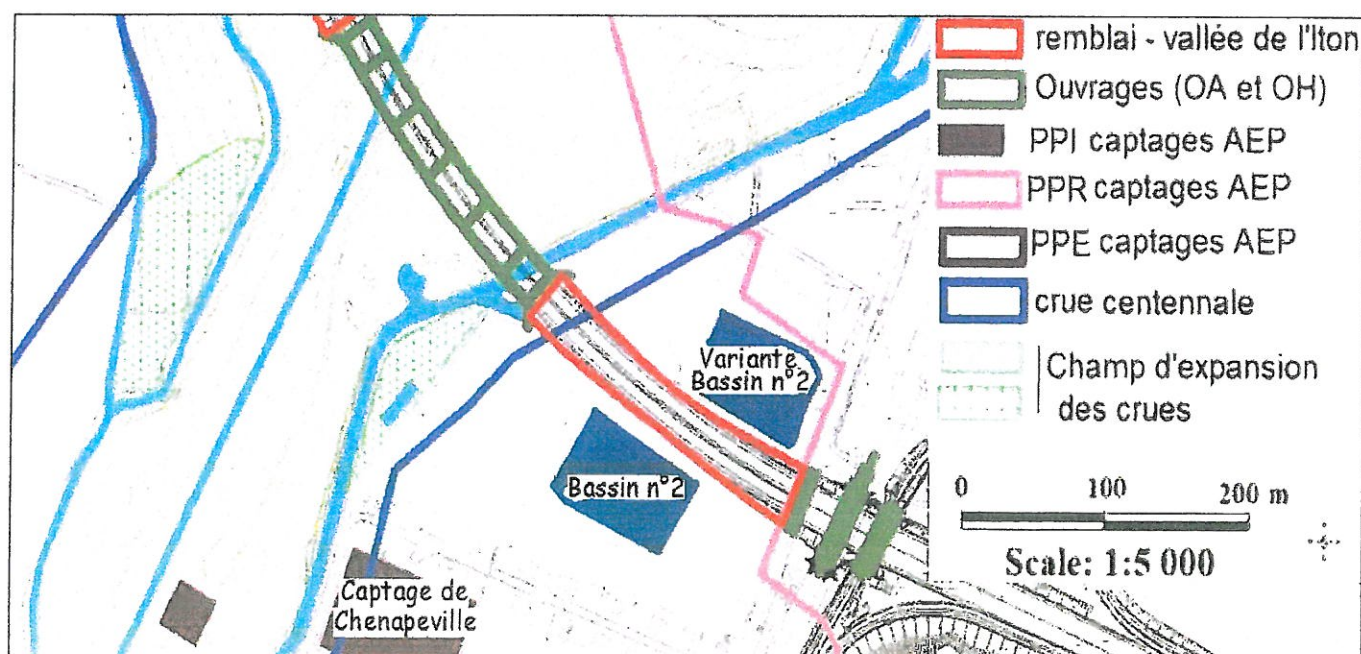 remblai - vallée de l'Iton
Ouvrages (OA et OH)
PPI captages AEP
PPR captages AEP
PPE captages AEP
crue centennale
Champ d'expansion
des crues
0 100 200 m
Scale: 1:5 000
Variante
Bassin n°2
Bassin n°2
Captage de
Chenapeville